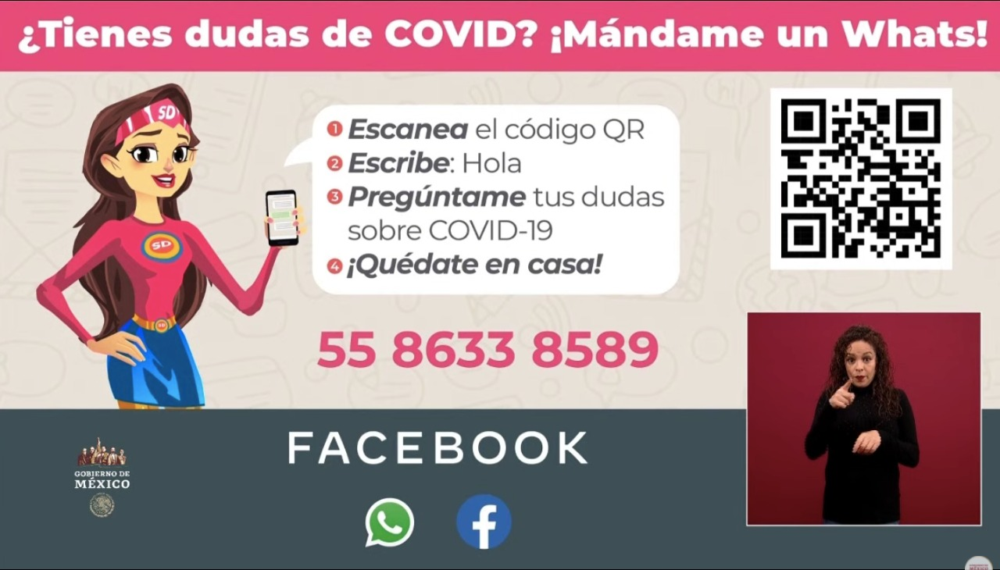 ¿Tienes dudas de COVID? ¡Mándame un Whats!
SD
1 Escanea el código QR
2 Escribe: Hola
3 Pregúntame tus dudas
sobre COVID-19
4 ¡Quédate en casa!
SD
SD
55 8633 8589
FACEBOOK
GOBIERNO DE
MÉXICO